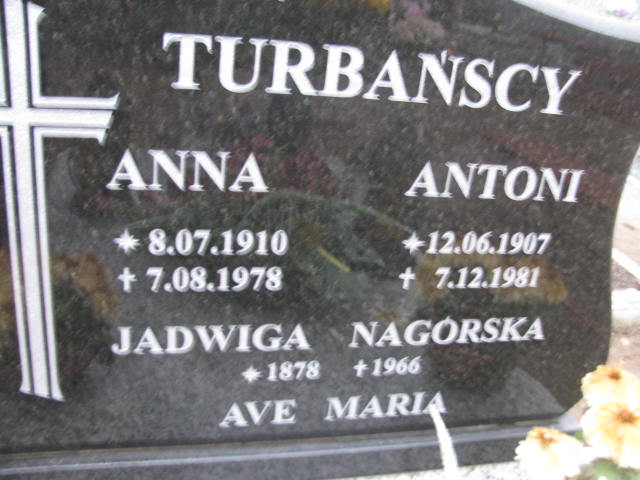 TURBAŃSCY
ANNA ANTONI
* 8.07.1910 * 12.06.1907
† 7.08.1978 † 7.12.1981
JADWIGA NAGÓRSKA
* 1878 † 1966
AVE MARIA